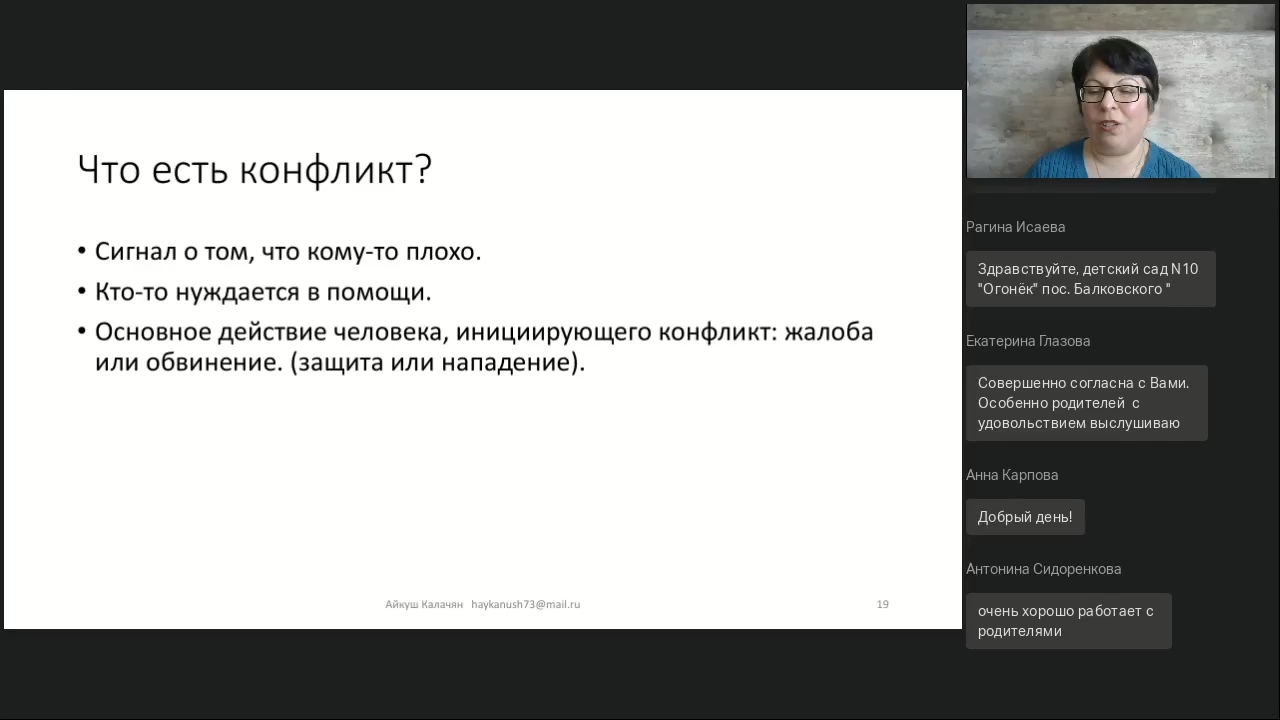 Что есть конфликт?
• Сигнал о том, что кому-то плохо.
• Кто-то нуждается в помощи.
• Основное действие человека, инициирующего конфликт: жалоба
или обвинение. (защита или нападение).
Айкуш Калачян haykanush73@mail.ru
19
Рагина Исаева
Здравствуйте, детский сад N10
"Огонёк" пос. Балковского "
Екатерина Глазова
Совершенно согласна с Вами.
Особенно родителей с
удовольствием выслушиваю
Анна Карпова
Добрый день!
Антонина Сидоренкова
очень хорошо работает с
родителями